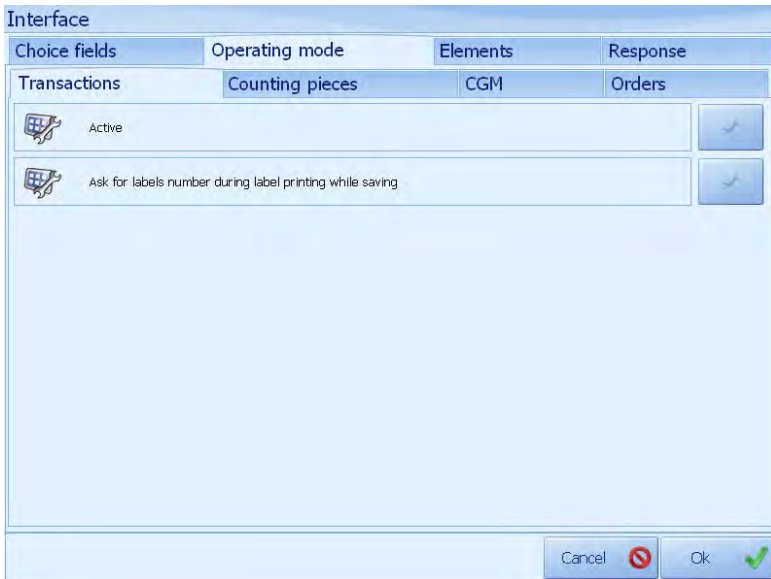 Interface
Choice fields Operating mode Elements Response
Transactions Counting pieces CGM Orders
Active
Ask for labels number during label printing while saving
Cancel Ok